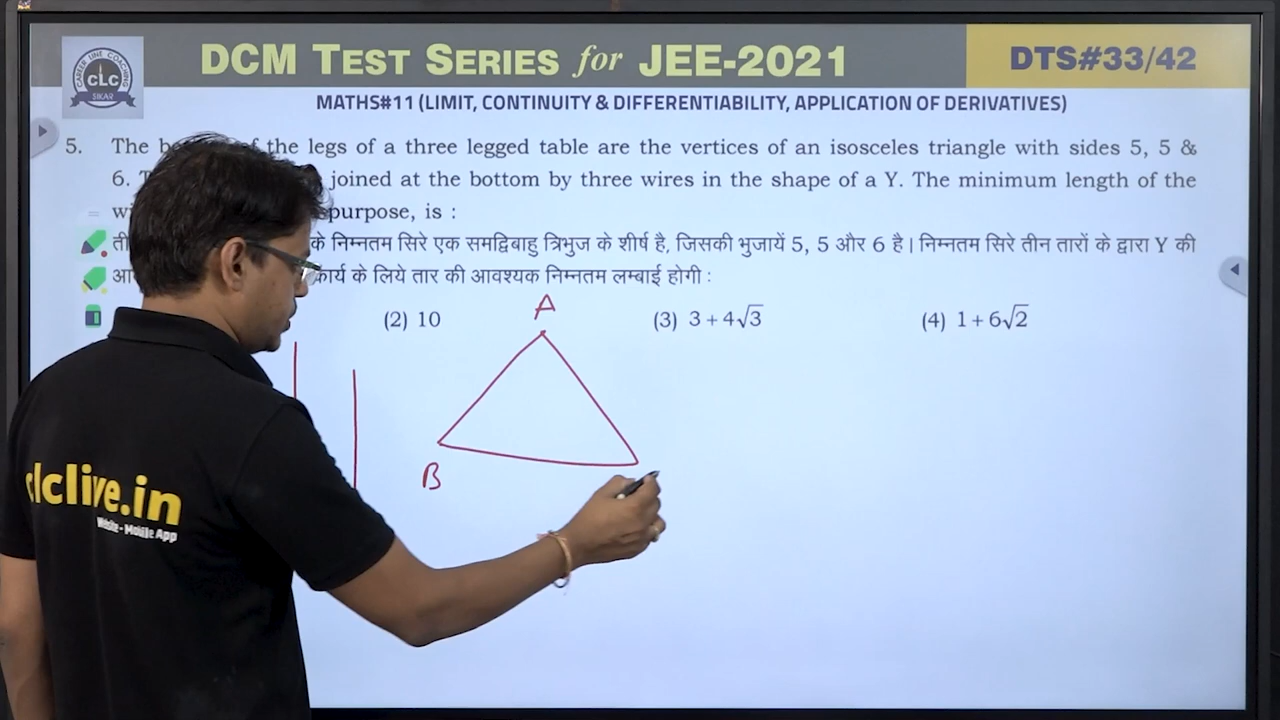 CLC
SIKAR
DCM TEST SERIES for JEE-2021
DTS#33/42
MATHS#11 (LIMIT, CONTINUITY & DIFFERENTIABILITY, APPLICATION OF DERIVATIVES)
5. The of the legs of a three legged table are the vertices of an isosceles triangle with sides 5, 5 &
6. joined at the bottom by three wires in the shape of a Y. The minimum length of the
purpose, is :
के निम्नतम सिरे एक समद्विबाहु त्रिभुज के शीर्ष है, जिसकी भुजायें 5, 5 और 6 है। निम्नतम सिरे तीन तारों के द्वारा Y की
कार्य के लिये तार की आवश्यक निम्नतम लम्बाई होगी :
(2) 10 (3) 3 + 4√3 (4) 1 + 6√2
A
B
clclive.in
Website - Mobile App